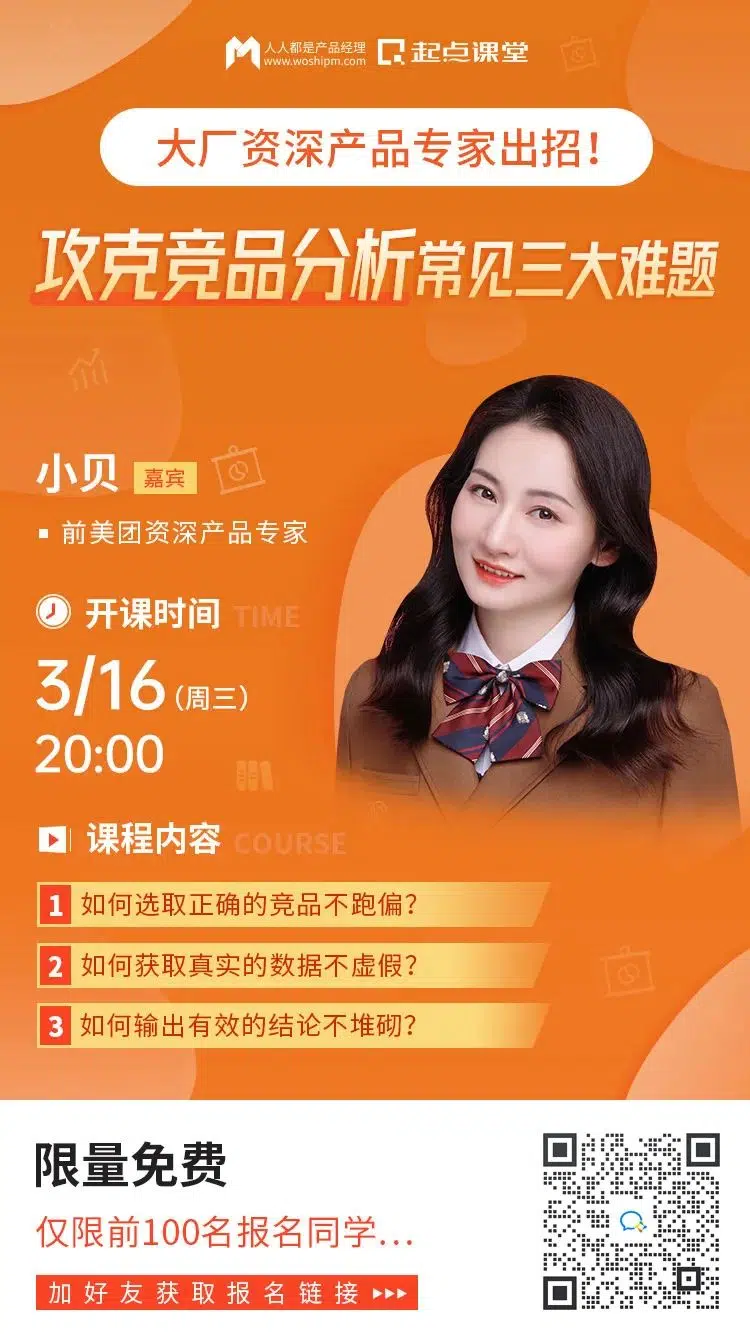 人人都是产品经理
www.woshipm.com
起点课堂
大厂资深产品专家出招！
攻克竞品分析常见三大难题
小贝 嘉宾
前美团资深产品专家
开课时间 TIME
3/16（周三）
20:00
课程内容 COURSE
1 如何选取正确的竞品不跑偏？
2 如何获取真实的数据不虚假？
3 如何输出有效的结论不堆砌？
限量免费
仅限前100名报名同学...
加好友获取报名链接